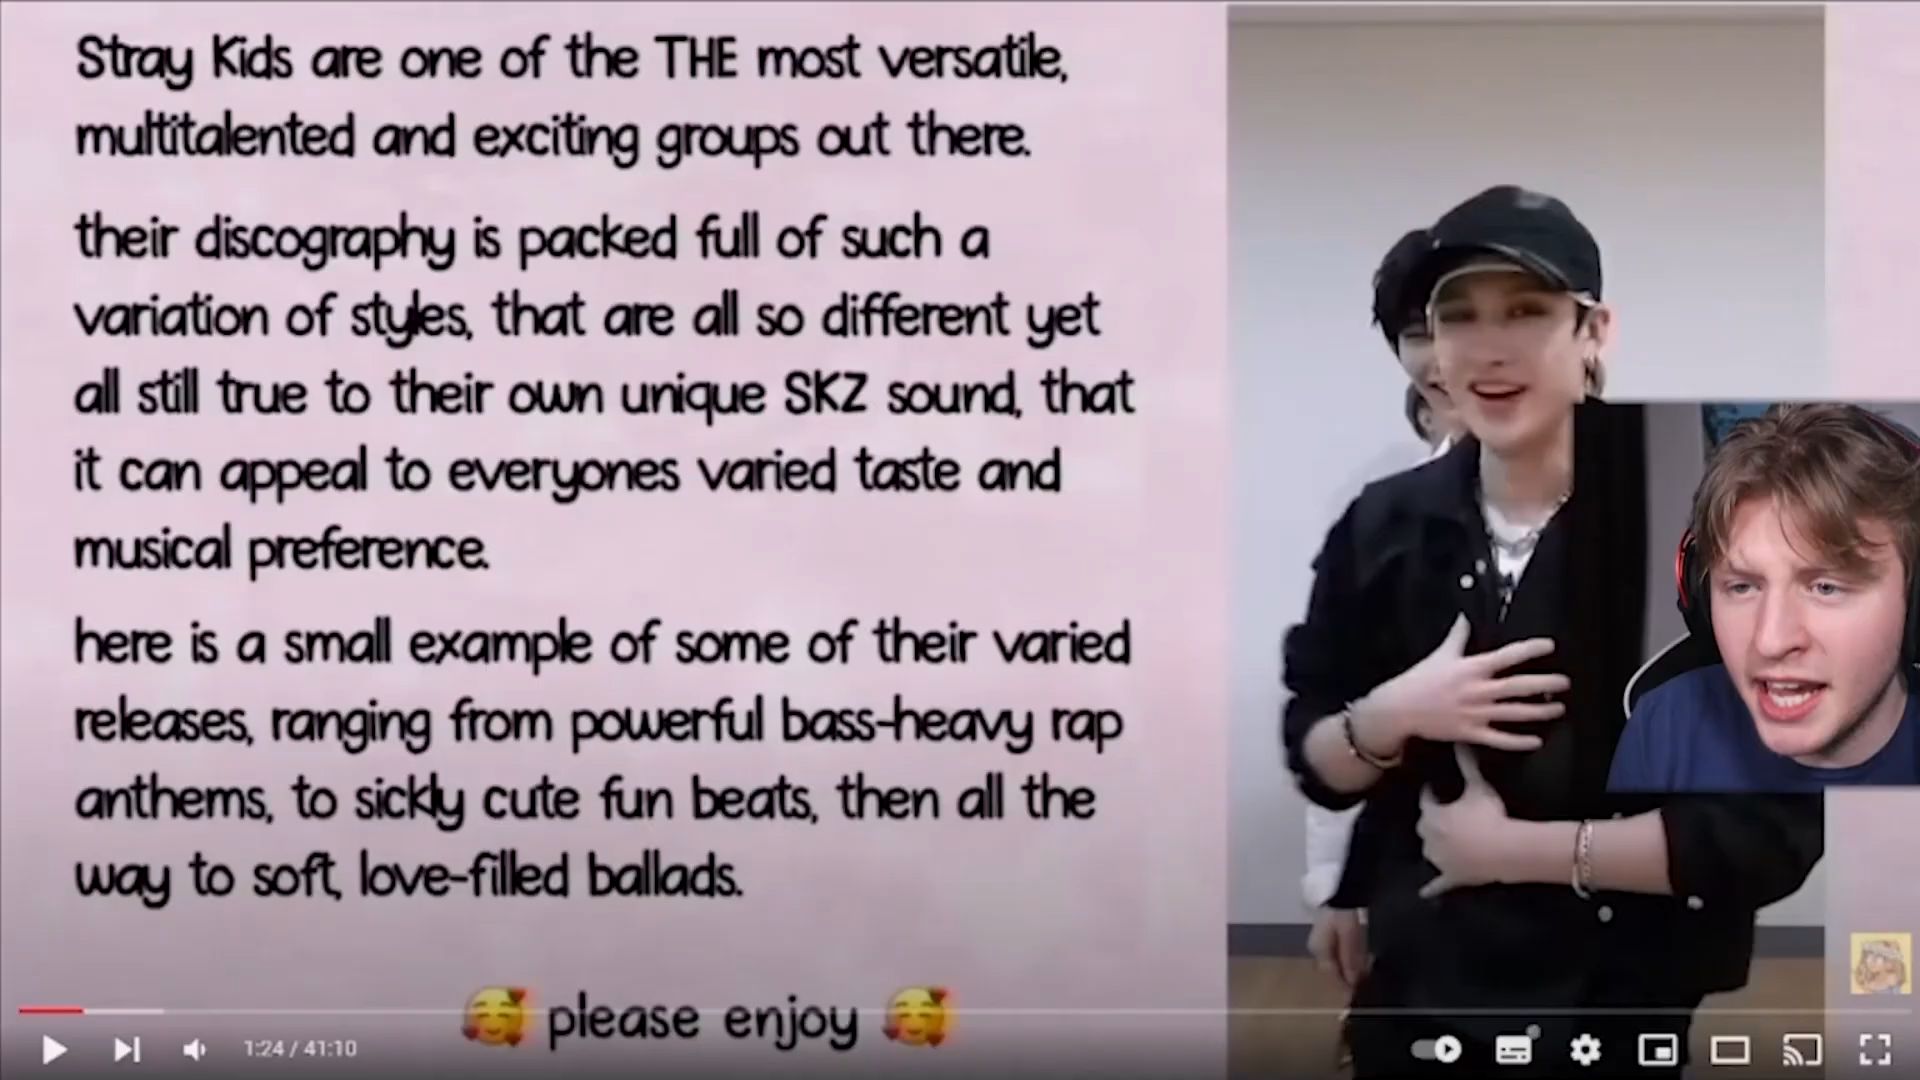 Stray Kids are one of the THE most versatile,
multitalented and exciting groups out there.
their discography is packed full of such a
variation of styles, that are all so different yet
all still true to their own unique SKZ sound, that
it can appeal to everyones varied taste and
musical preference.
here is a small example of some of their varied
releases, ranging from powerful bass-heavy rap
anthems, to sickly cute fun beats, then all the
way to soft, love-filled ballads.
🥰 please enjoy 🥰
1:24 / 41:10